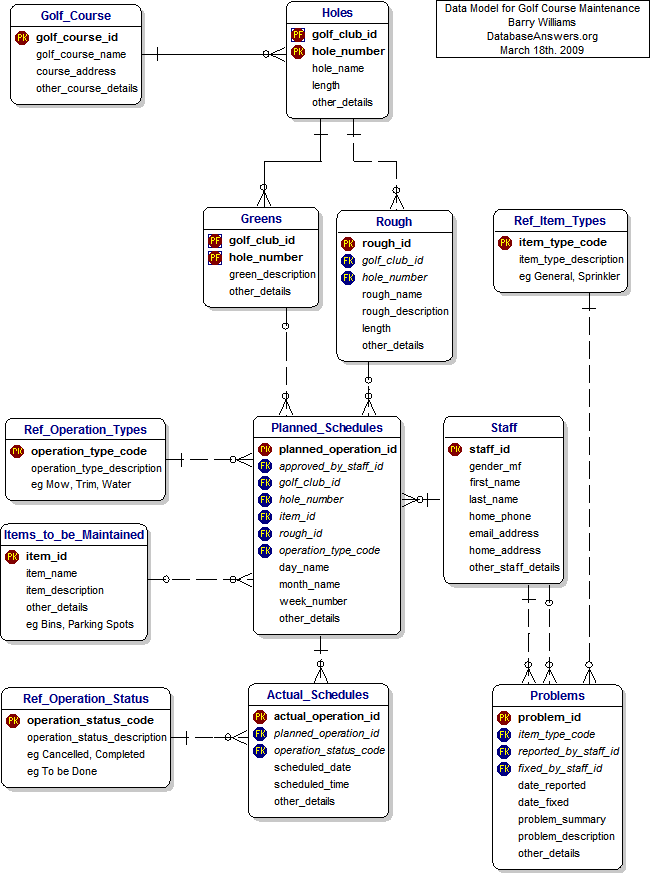 Data Model for Golf Course Maintenance
Barry Williams
DatabaseAnswers.org
March 18th. 2009
Golf_Course
PK golf_course_id
golf_course_name
course_address
other_course_details
Holes
PF golf_club_id
PK hole_number
hole_name
length
other_details
Greens
PF golf_club_id
PF hole_number
green_description
other_details
Rough
PK rough_id
FK golf_club_id
FK hole_number
rough_name
rough_description
length
other_details
Ref_Item_Types
PK item_type_code
item_type_description
eg General, Sprinkler
Ref_Operation_Types
PK operation_type_code
operation_type_description
eg Mow, Trim, Water
Planned_Schedules
PK planned_operation_id
FK approved_by_staff_id
FK golf_club_id
FK hole_number
FK item_id
FK rough_id
FK operation_type_code
day_name
month_name
week_number
other_details
Staff
PK staff_id
gender_mf
first_name
last_name
home_phone
email_address
home_address
other_staff_details
Items_to_be_Maintained
PK item_id
item_name
item_description
other_details
eg Bins, Parking Spots
Ref_Operation_Status
PK operation_status_code
operation_status_description
eg Cancelled, Completed
eg To be Done
Actual_Schedules
PK actual_operation_id
FK planned_operation_id
FK operation_status_code
scheduled_date
scheduled_time
other_details
Problems
PK problem_id
FK item_type_code
FK reported_by_staff_id
FK fixed_by_staff_id
date_reported
date_fixed
problem_summary
problem_description
other_details